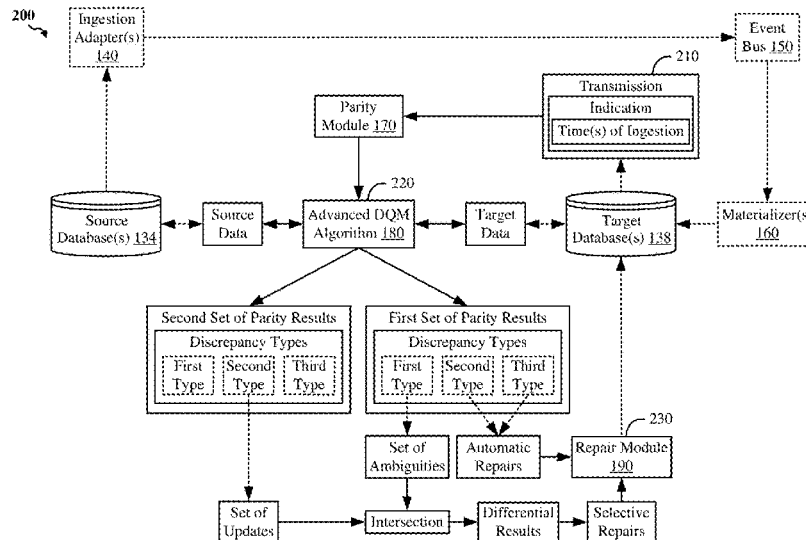 200
Ingestion
Adapter(s)
140
Event
Bus 150
210
Transmission
Indication
Time(s) of Ingestion
Parity
Module 170
220
Source
Database(s) 134
Source
Data
Advanced DQM
Algorithm 180
Target
Data
Target
Database(s) 138
Materializer(s)
160
Second Set of Parity Results
Discrepancy Types
First
Type
Second
Type
Third
Type
First Set of Parity Results
Discrepancy Types
First
Type
Second
Type
Third
Type
230
Set of
Ambiguities
Automatic
Repairs
Repair Module
190
Set of
Updates
Intersection
Differential
Results
Selective
Repairs